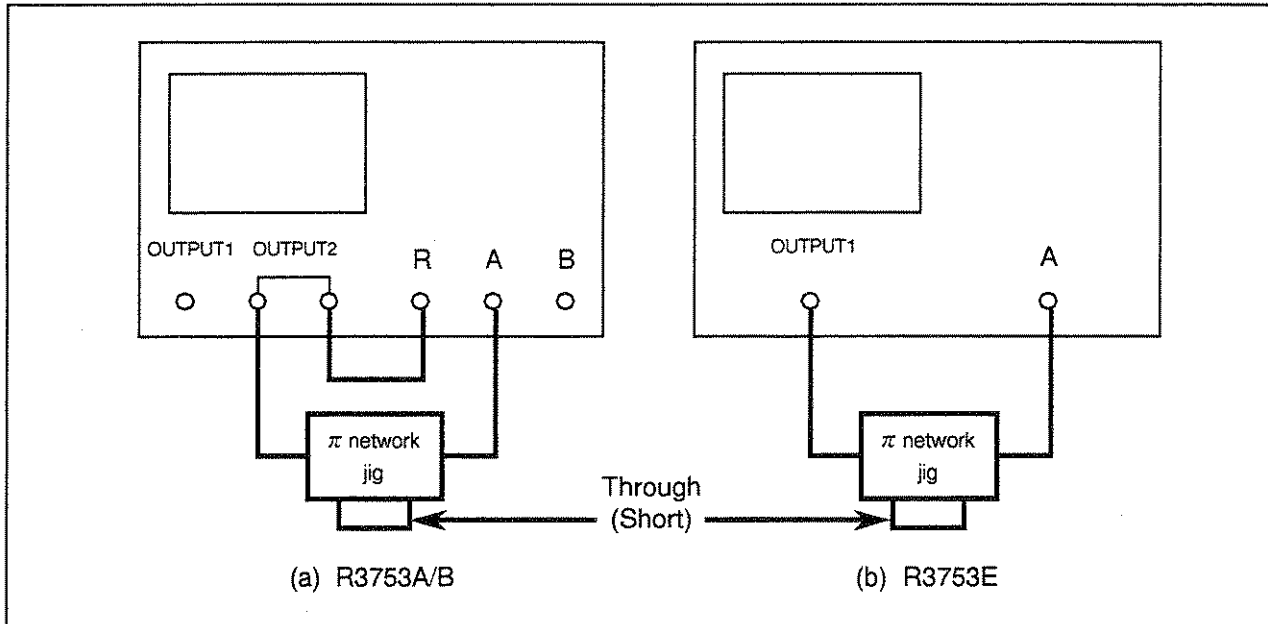 OUTPUT1 OUTPUT2 R A B
π network
jig
(a) R3753A/B
Through
(Short)
OUTPUT1 A
π network
jig
(b) R3753E